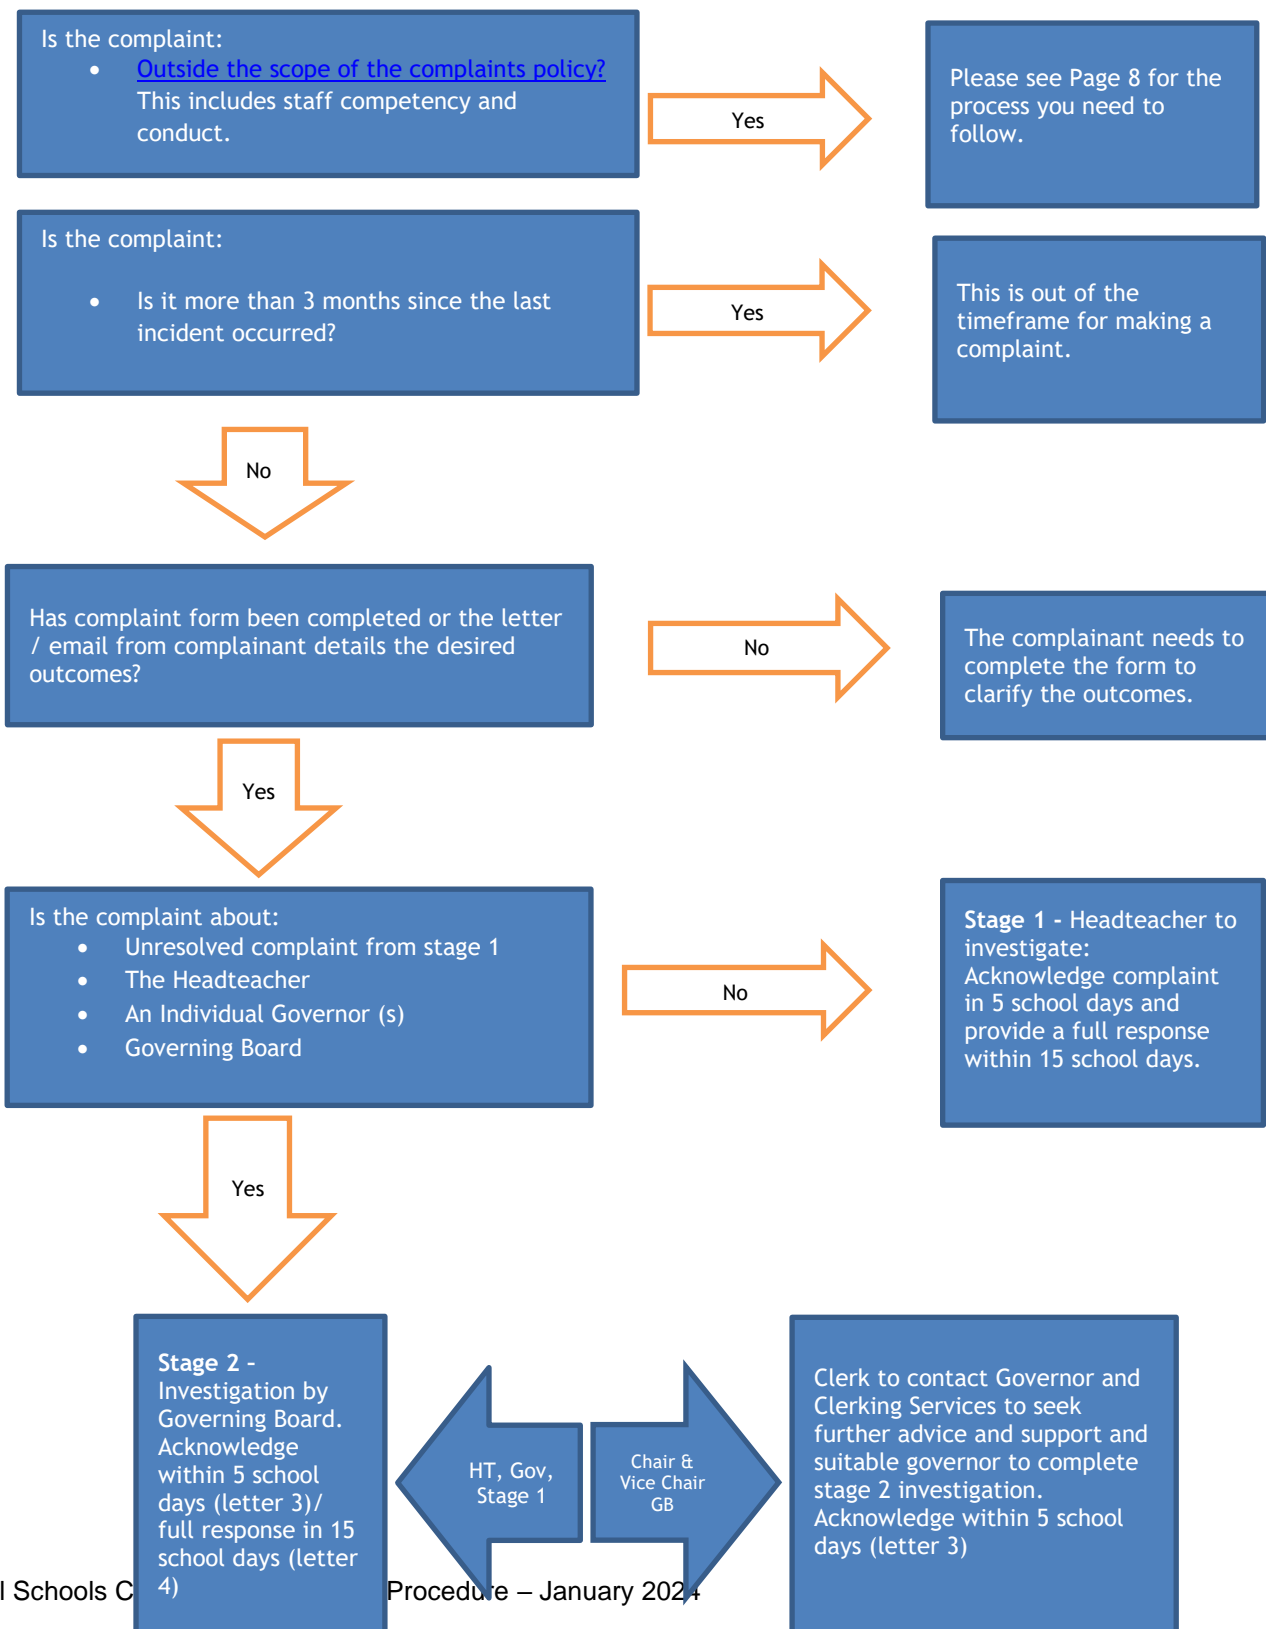 Is the complaint:
• Outside the scope of the complaints policy?
This includes staff competency and
conduct.
Yes
Please see Page 8 for the
process you need to
follow.
Is the complaint:
• Is it more than 3 months since the last
incident occurred?
Yes
This is out of the
timeframe for making a
complaint.
No
Has complaint form been completed or the letter
/ email from complainant details the desired
outcomes?
No
The complainant needs to
complete the form to
clarify the outcomes.
Yes
Is the complaint about:
• Unresolved complaint from stage 1
• The Headteacher
• An Individual Governor (s)
• Governing Board
No
Stage 1 - Headteacher to
investigate:
Acknowledge complaint
in 5 school days and
provide a full response
within 15 school days.
Yes
Stage 2 –
Investigation by
Governing Board.
Acknowledge
within 5 school
days (letter 3)/
full response in 15
school days (letter
4)
HT, Gov,
Stage 1
Chair &
Vice Chair
GB
Clerk to contact Governor and
Clerking Services to seek
further advice and support and
suitable governor to complete
stage 2 investigation.
Acknowledge within 5 school
days (letter 3)
Schools Procedure – January 2024